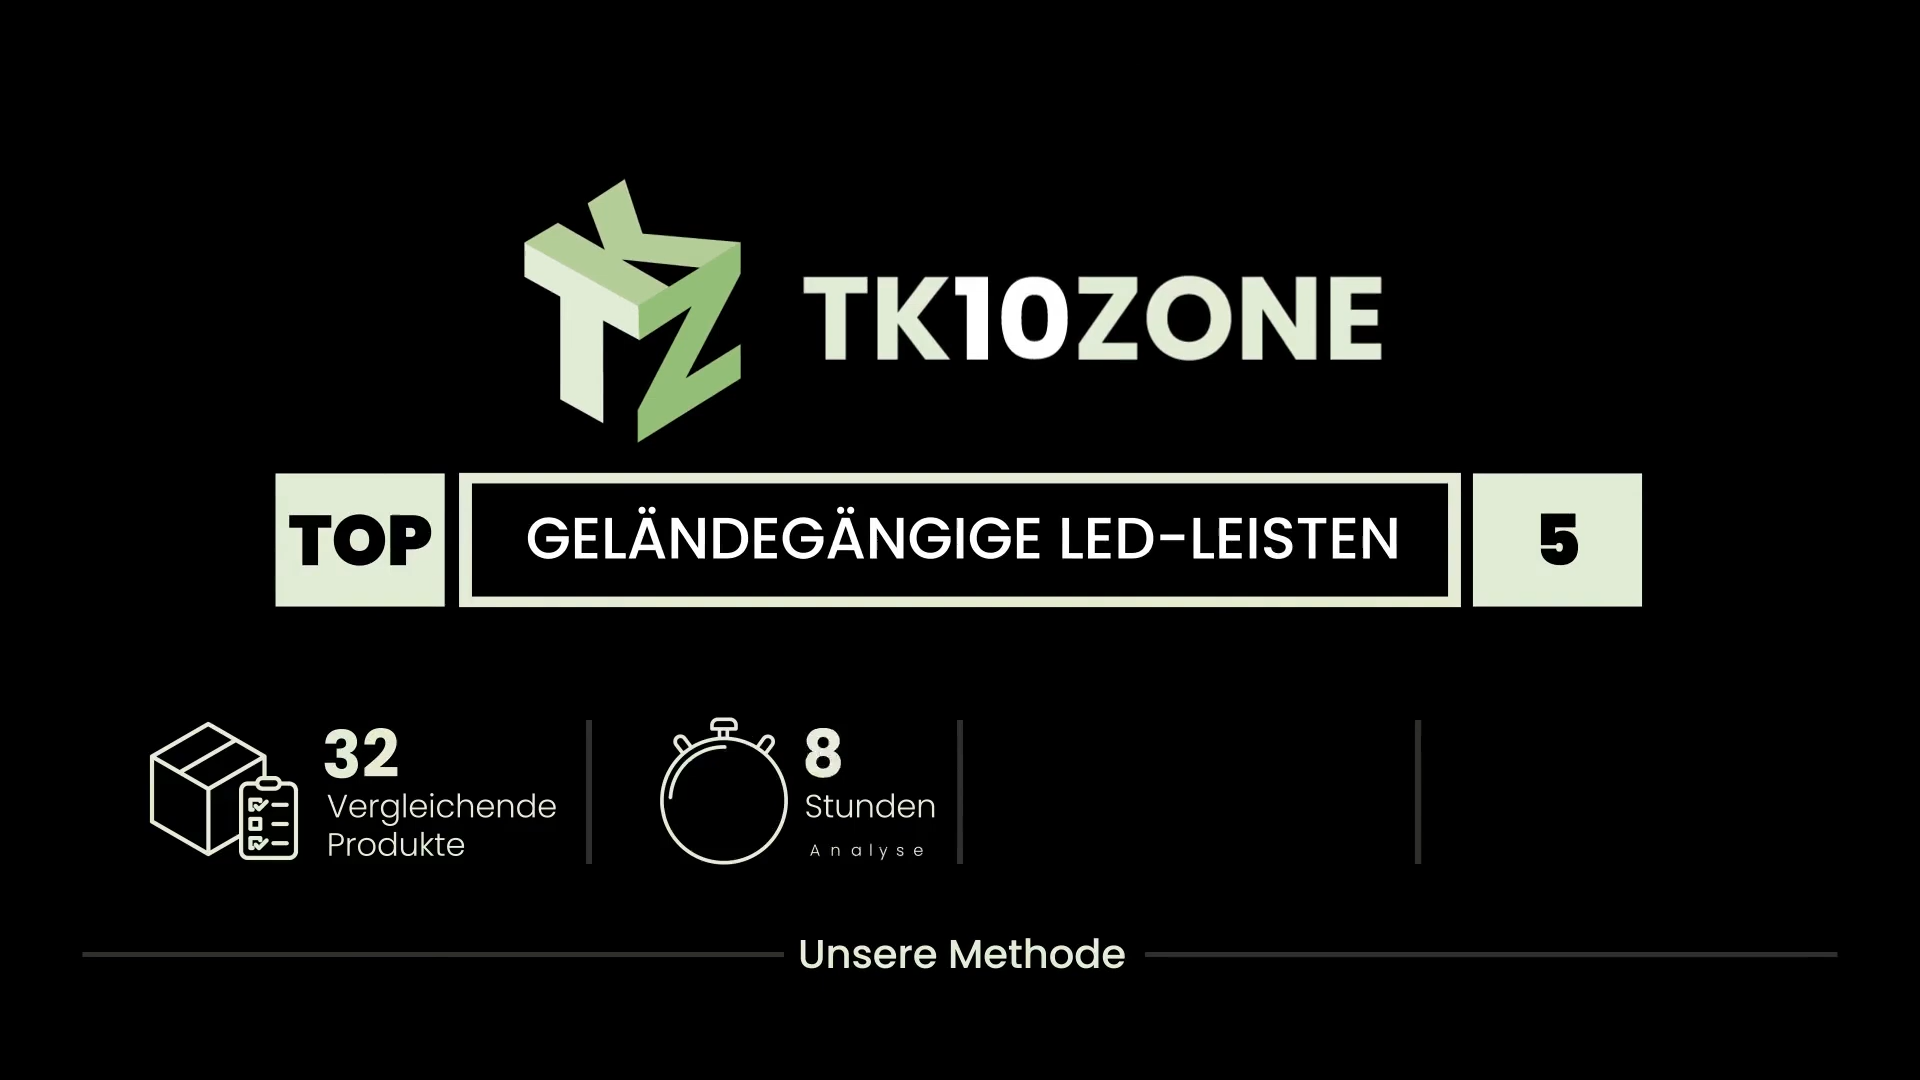 TK10ZONE
TOP
GELÄNDEGÄNGIGE LED-LEISTEN
5
32
Vergleichende
Produkte
8
Stunden
Analyse
Unsere Methode